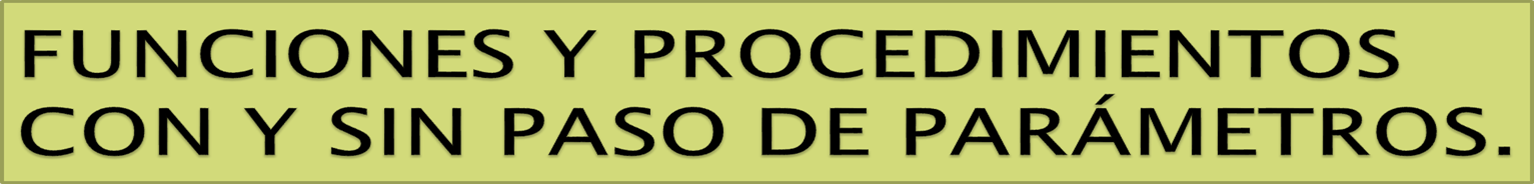 FUNCIONES Y PROCEDIMIENTOS
CON Y SIN PASO DE PARÁMETROS.